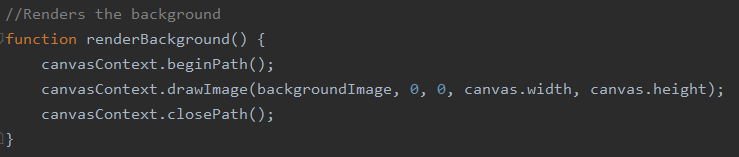 //Renders the background
function renderBackground() {
    canvasContext.beginPath();
    canvasContext.drawImage(backgroundImage, 0, 0, canvas.width, canvas.height);
    canvasContext.closePath();
}